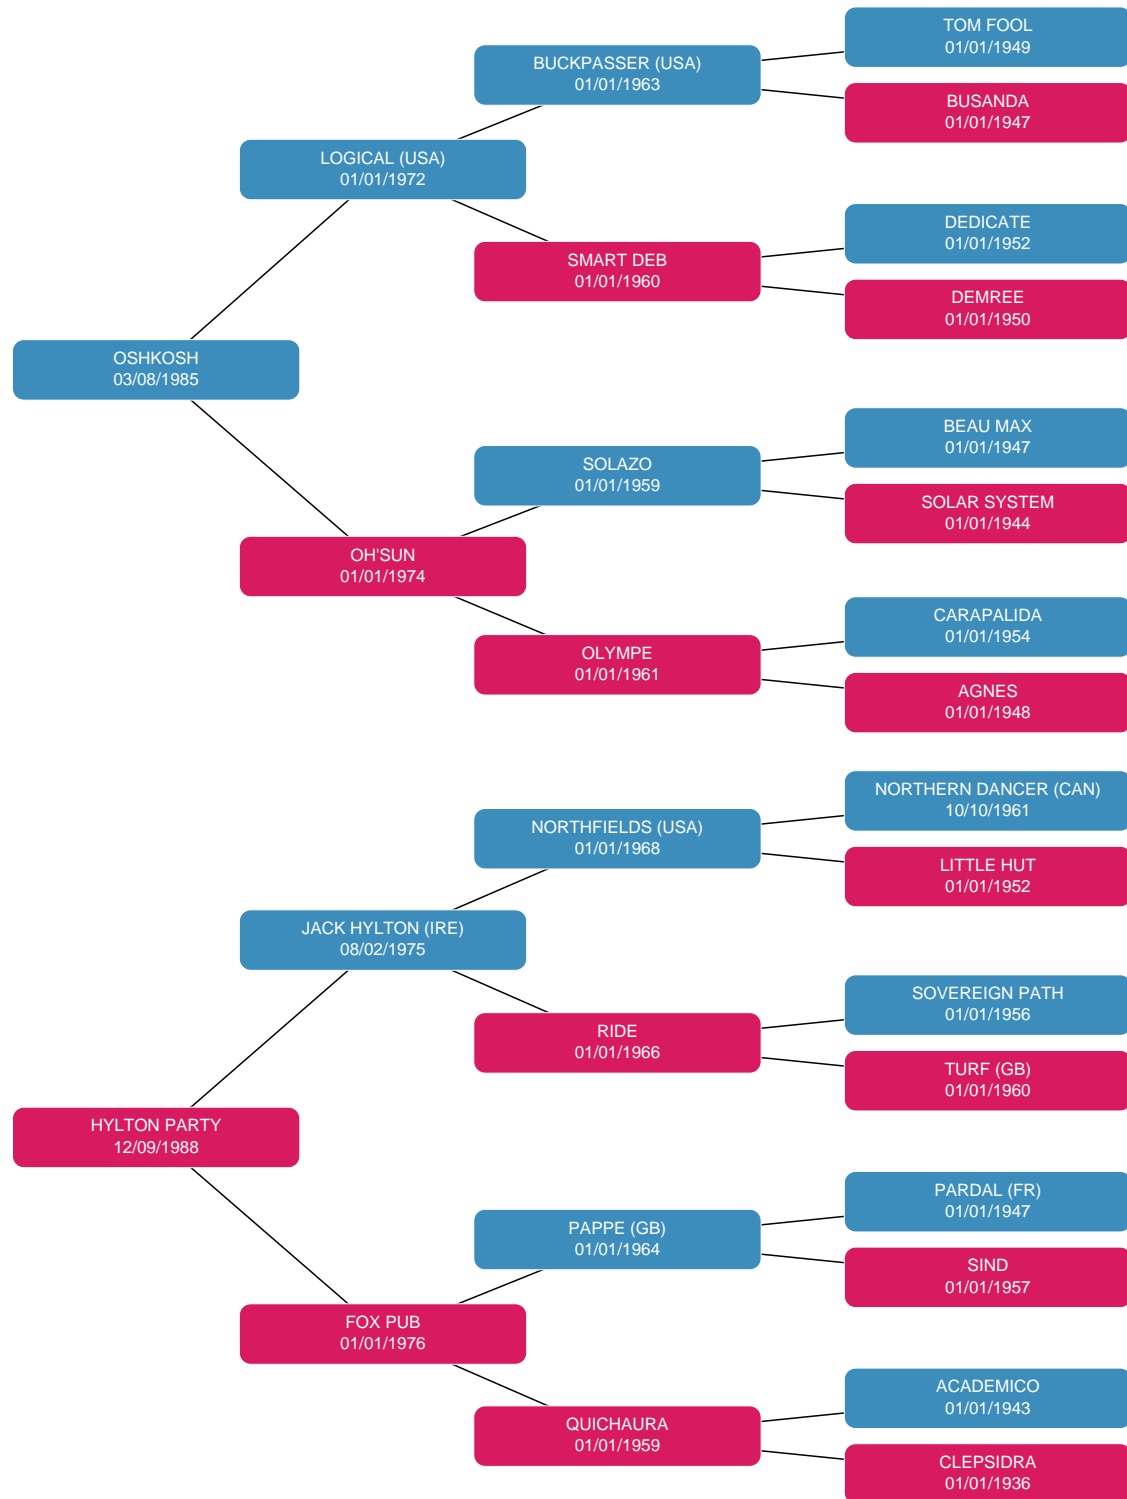 TOM FOOL
01/01/1949
BUCKPASSER (USA)
01/01/1963
BUSANDA
01/01/1947
LOGICAL (USA)
01/01/1972
DEDICATE
01/01/1952
SMART DEB
01/01/1960
DEMREE
01/01/1950
OSHKOSH
03/08/1985
BEAU MAX
01/01/1947
SOLAZO
01/01/1959
SOLAR SYSTEM
01/01/1944
OH'SUN
01/01/1974
CARAPALIDA
01/01/1954
OLYMPE
01/01/1961
AGNES
01/01/1948
NORTHERN DANCER (CAN)
10/10/1961
NORTHFIELDS (USA)
01/01/1968
LITTLE HUT
01/01/1952
JACK HYLTON (IRE)
08/02/1975
SOVEREIGN PATH
01/01/1956
RIDE
01/01/1966
TURF (GB)
01/01/1960
HYLTON PARTY
12/09/1988
PARDAL (FR)
01/01/1947
PAPPE (GB)
01/01/1964
SIND
01/01/1957
FOX PUB
01/01/1976
ACADEMICO
01/01/1943
QUICHAURA
01/01/1959
CLEPSIDRA
01/01/1936